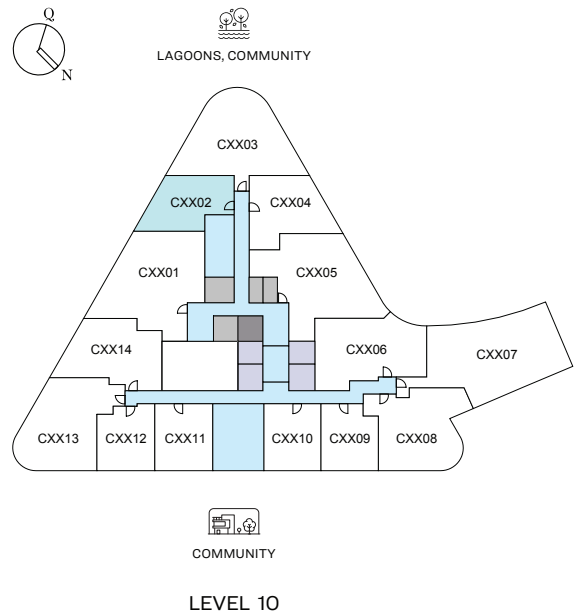 Q
N
LAGOONS, COMMUNITY
CXX03
CXX02
CXX04
CXX01
CXX05
CXX14
CXX06
CXX07
CXX13
CXX12
CXX11
CXX10
CXX09
CXX08
COMMUNITY
LEVEL 10